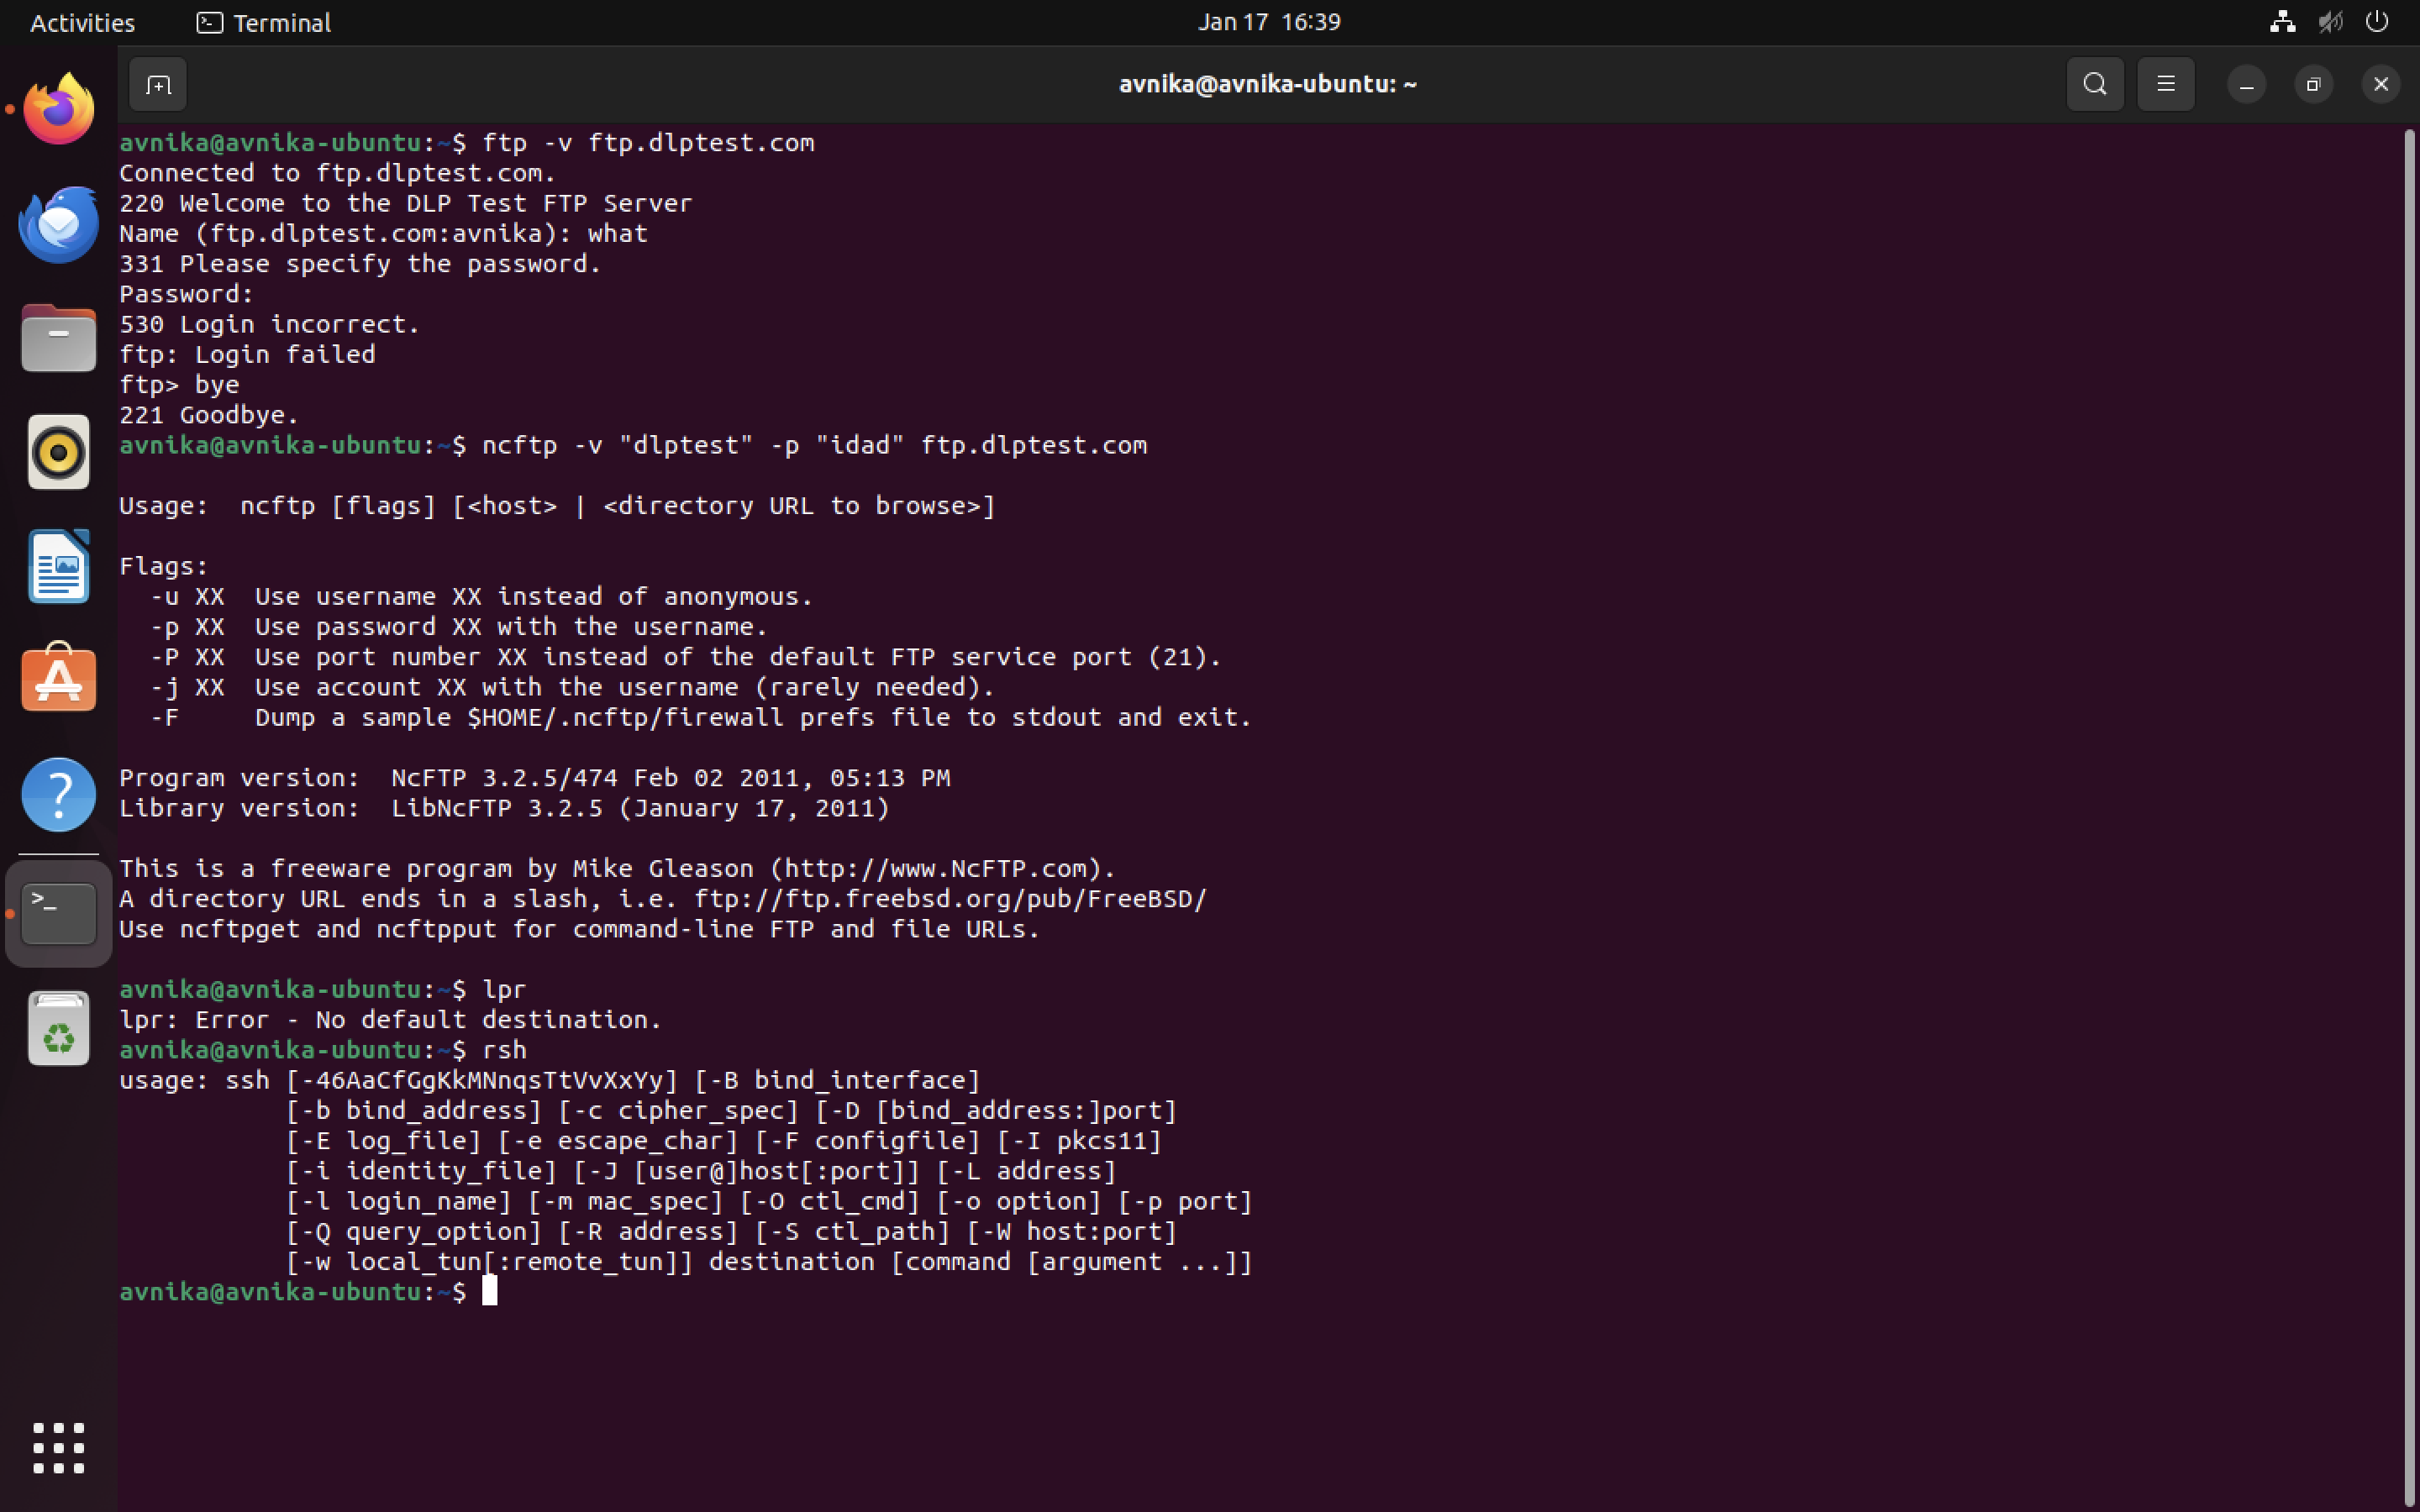 Activities Terminal Jan 17 16:39
avnika@avnika-ubuntu: ~
avnika@avnika-ubuntu:~$ ftp -v ftp.dlptest.com
Connected to ftp.dlptest.com.
220 Welcome to the DLP Test FTP Server
Name (ftp.dlptest.com:avnika): what
331 Please specify the password.
Password:
530 Login incorrect.
ftp: Login failed
ftp> bye
221 Goodbye.
avnika@avnika-ubuntu:~$ ncftp -v "dlptest" -p "idad" ftp.dlptest.com
Usage:  ncftp [flags] [<host> | <directory URL to browse>]
Flags:
  -u XX  Use username XX instead of anonymous.
  -p XX  Use password XX with the username.
  -P XX  Use port number XX instead of the default FTP service port (21).
  -j XX  Use account XX with the username (rarely needed).
  -F     Dump a sample $HOME/.ncftp/firewall prefs file to stdout and exit.
Program version:  NcFTP 3.2.5/474 Feb 02 2011, 05:13 PM
Library version:  LibNcFTP 3.2.5 (January 17, 2011)
This is a freeware program by Mike Gleason (http://www.NcFTP.com).
A directory URL ends in a slash, i.e. ftp://ftp.freebsd.org/pub/FreeBSD/
Use ncftpget and ncftpput for command-line FTP and file URLs.
avnika@avnika-ubuntu:~$ lpr
lpr: Error - No default destination.
avnika@avnika-ubuntu:~$ rsh
usage: ssh [-46AaCfGgKkMNnqsTtVvXxYy] [-B bind_interface]
           [-b bind_address] [-c cipher_spec] [-D [bind_address:]port]
           [-E log_file] [-e escape_char] [-F configfile] [-I pkcs11]
           [-i identity_file] [-J [user@]host[:port]] [-L address]
           [-l login_name] [-m mac_spec] [-O ctl_cmd] [-o option] [-p port]
           [-Q query_option] [-R address] [-S ctl_path] [-W host:port]
           [-w local_tun[:remote_tun]] destination [command [argument ...]]
avnika@avnika-ubuntu:~$